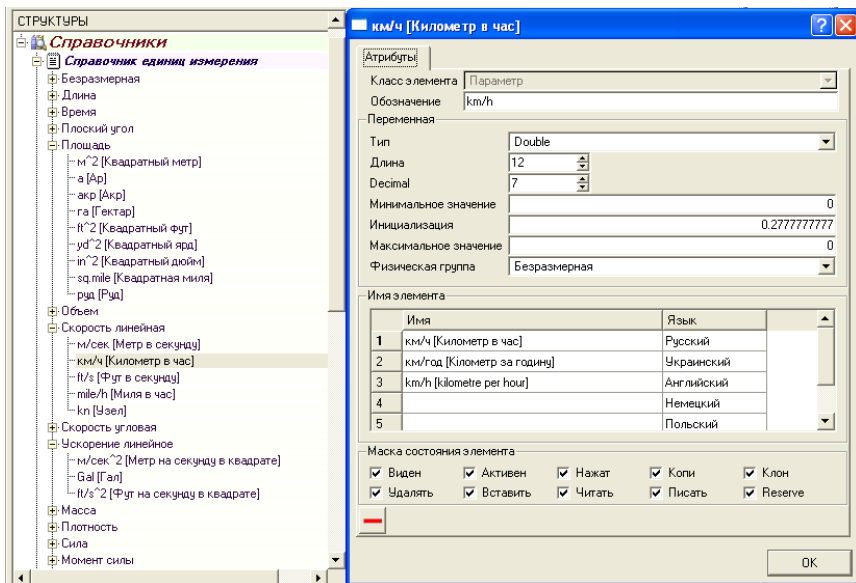 СТРУКТУРЫ
Справочники
Справочник единиц измерения
Безразмерная
Длина
Время
Плоский угол
Площадь
м^2 [Квадратный метр]
а [Ар]
акр [Акр]
га [Гектар]
ft^2 [Квадратный фут]
yd^2 [Квадратный ярд]
in^2 [Квадратный дюйм]
sq.mile [Квадратная миля]
руд [Руд]
Объем
Скорость линейная
м/сек [Метр в секунду]
км/ч [Километр в час]
ft/s [Фут в секунду]
mile/h [Миля в час]
kn [Узел]
Скорость угловая
Ускорение линейное
м/сек^2 [Метр на секунду в квадрате]
Gal [Гал]
ft/s^2 [Фут на секунду в квадрате]
Масса
Плотность
Сила
Момент силы
км/ч [Километр в час]
Атрибуты
Класс элемента Параметр
Обозначение km/h
Переменная
Тип Double
Длина 12
Decimal 7
Минимальное значение 0
Инициализация 0.2777777777
Максимальное значение 0
Физическая группа Безразмерная
Имя элемента
Имя Язык
1 км/ч [Километр в час] Русский
2 км/год [Кілометр за годину] Украинский
3 km/h [kilometre per hour] Английский
4 Немецкий
5 Польский
Маска состояния элемента
Виден Активен Нажат Копи Клон
Удалять Вставить Читать Писать Reserve
OK